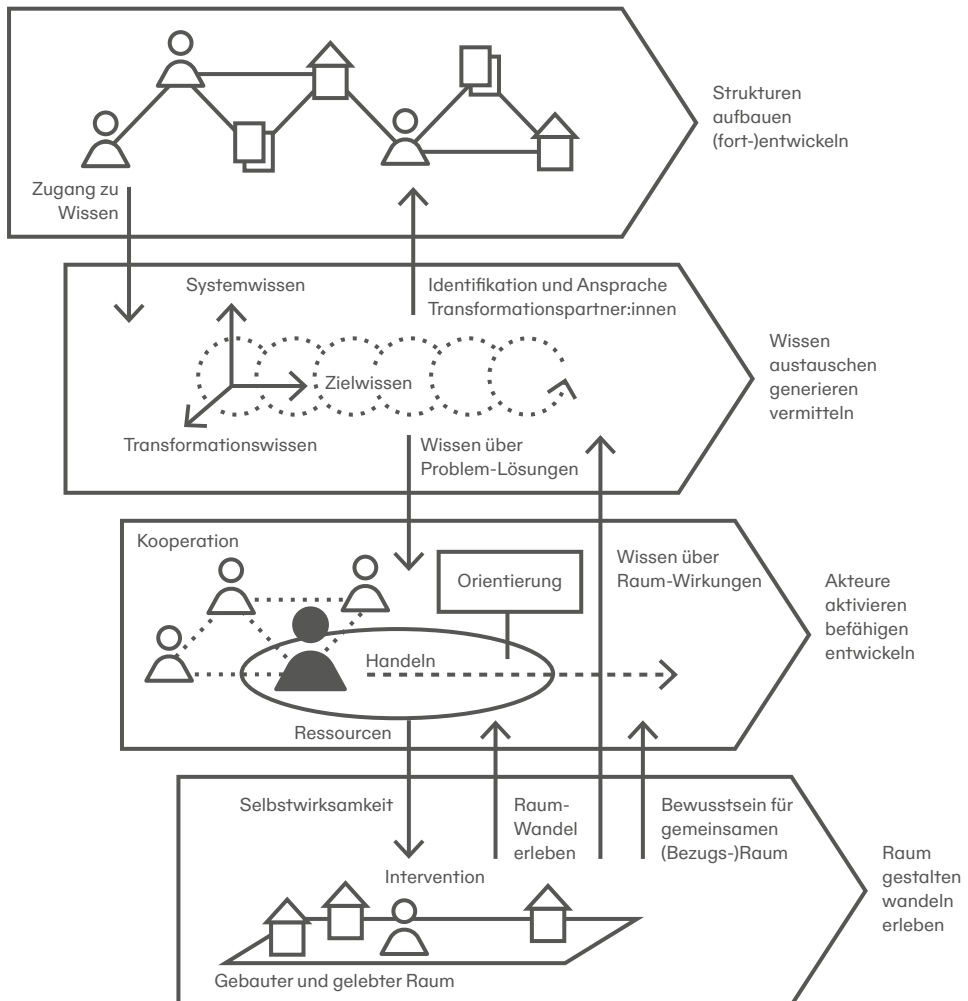 Strukturen
aufbauen
(fort-)entwickeln
Zugang zu
Wissen
Systemwissen
Identifikation und Ansprache
Transformationspartner:innen
Zielwissen
Transformationswissen
Wissen über
Problem-Lösungen
Wissen
austauschen
generieren
vermitteln
Kooperation
Orientierung
Wissen über
Raum-Wirkungen
Handeln
Ressourcen
Akteure
aktivieren
befähigen
entwickeln
Selbstwirksamkeit
Raum-
Wandel
erleben
Bewusstsein für
gemeinsamen
(Bezugs-)Raum
Intervention
Gebauter und gelebter Raum
Raum
gestalten
wandeln
erleben